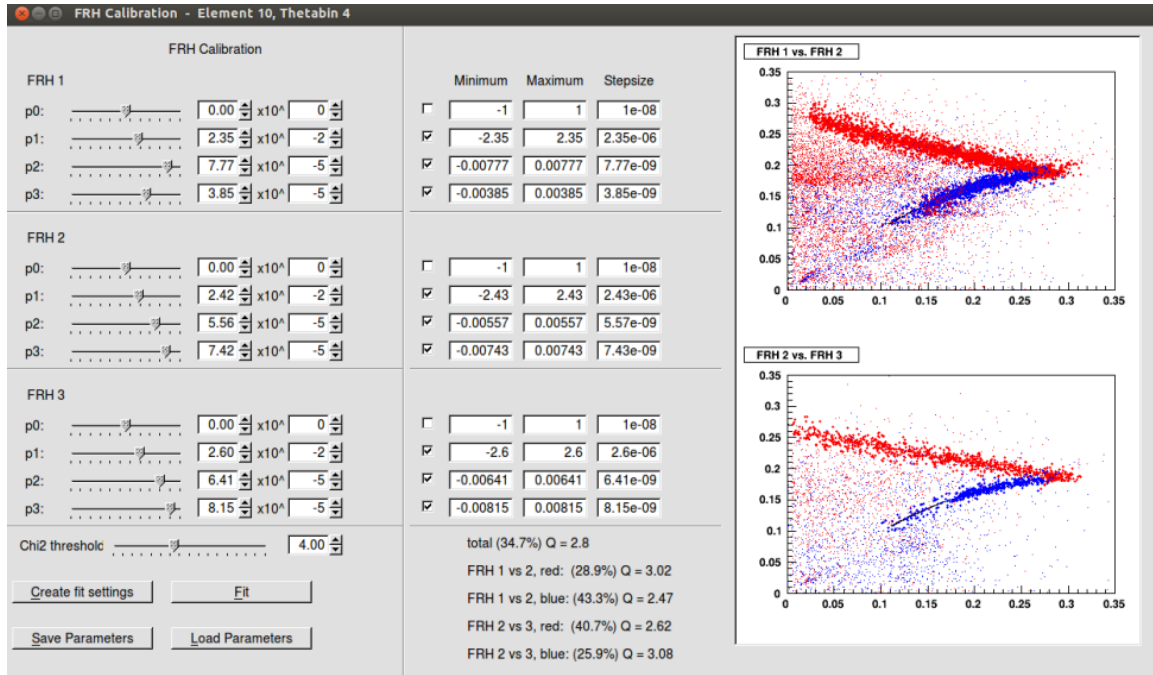 FRH Calibration - Element 10, Thetabin 4
FRH Calibration
FRH 1 Minimum Maximum Stepsize
p0: 0.00 x10^ 0 -1 1 1e-08
p1: 2.35 x10^ -2 -2.35 2.35 2.35e-06
p2: 7.77 x10^ -5 -0.00777 0.00777 7.77e-09
p3: 3.85 x10^ -5 -0.00385 0.00385 3.85e-09
FRH 2
p0: 0.00 x10^ 0 -1 1 1e-08
p1: 2.42 x10^ -2 -2.43 2.43 2.43e-06
p2: 5.56 x10^ -5 -0.00557 0.00557 5.57e-09
p3: 7.42 x10^ -5 -0.00743 0.00743 7.43e-09
FRH 3
p0: 0.00 x10^ 0 -1 1 1e-08
p1: 2.60 x10^ -2 -2.6 2.6 2.6e-06
p2: 6.41 x10^ -5 -0.00641 0.00641 6.41e-09
p3: 8.15 x10^ -5 -0.00815 0.00815 8.15e-09
Chi2 threshold 4.00
Create fit settings Fit
Save Parameters Load Parameters
total (34.7%) Q = 2.8
FRH 1 vs 2, red: (28.9%) Q = 3.02
FRH 1 vs 2, blue: (43.3%) Q = 2.47
FRH 2 vs 3, red: (40.7%) Q = 2.62
FRH 2 vs 3, blue: (25.9%) Q = 3.08
FRH 1 vs. FRH 2
0.35
0.3
0.25
0.2
0.15
0.1
0.05
0
0 0.05 0.1 0.15 0.2 0.25 0.3 0.35
FRH 2 vs. FRH 3
0.35
0.3
0.25
0.2
0.15
0.1
0.05
0
0 0.05 0.1 0.15 0.2 0.25 0.3 0.35